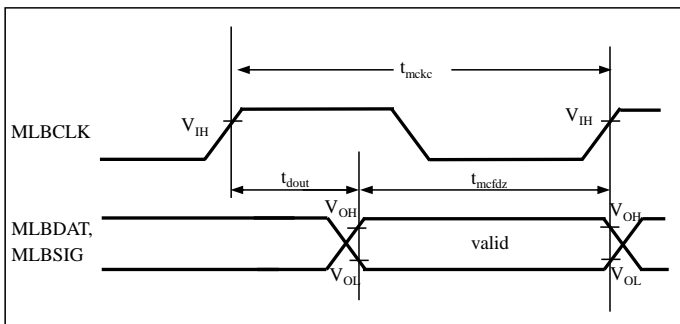 t_mckc
MLBCLK
V_IH
V_IH
t_dout
t_mcfdz
V_OH
V_OH
MLBDAT,
MLBSIG
valid
V_OL
V_OL